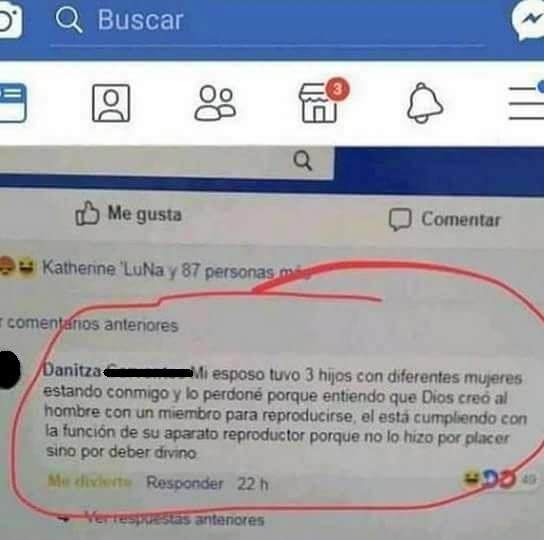 Buscar
3
Me gusta
Comentar
Katherine 'LuNa y 87 personas más
comentarios anteriores
Danitza Mi esposo tuvo 3 hijos con diferentes mujeres
estando conmigo y lo perdoné porque entiendo que Dios creó al
hombre con un miembro para reproducirse, el está cumpliendo con
la función de su aparato reproductor porque no lo hizo por placer
sino por deber divino.
Me divierte Responder 22 h
49
Ver respuestas anteriores